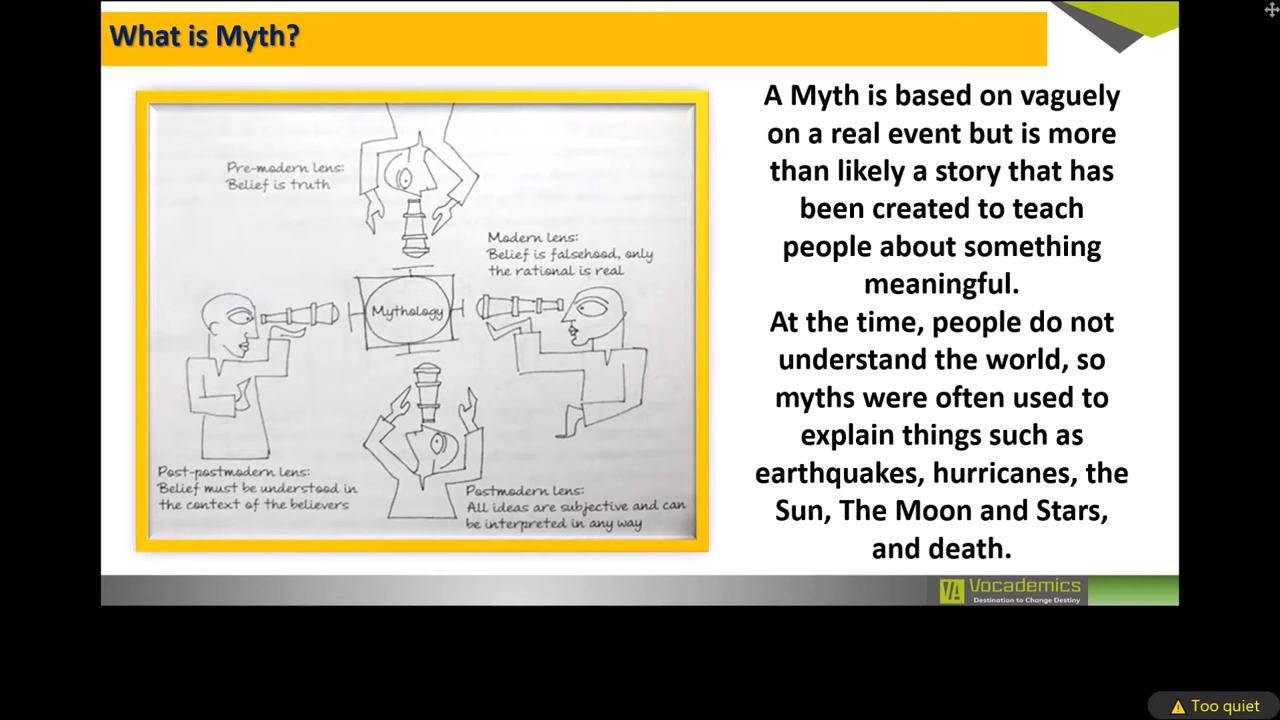 What is Myth?
Pre-modern lens:
Belief is truth
Modern lens:
Belief is falsehood, only
the rational is real
Mythology
Post-postmodern lens:
Belief must be understood in
the context of the believers
Postmodern lens:
All ideas are subjective and can
be interpreted in any way
A Myth is based on vaguely
on a real event but is more
than likely a story that has
been created to teach
people about something
meaningful.
At the time, people do not
understand the world, so
myths were often used to
explain things such as
earthquakes, hurricanes, the
Sun, The Moon and Stars,
and death.
VA Vocademics
Destination to Change Destiny
Too quiet